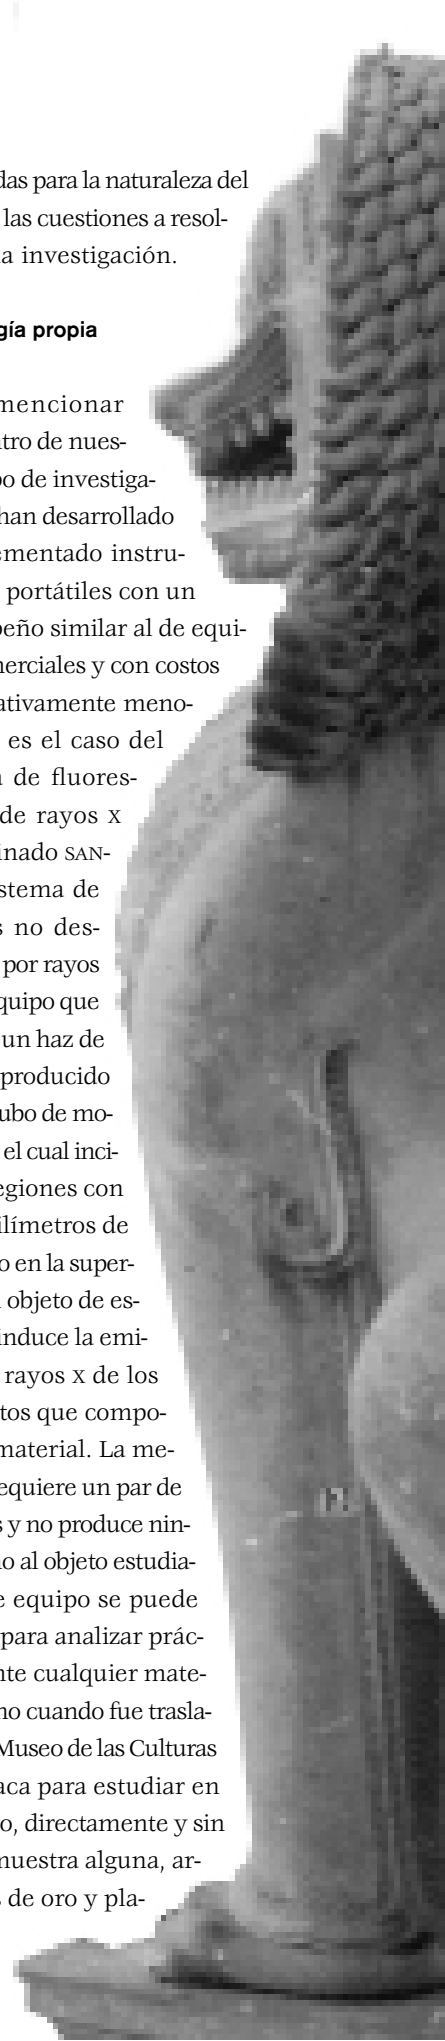 das para la naturaleza del
las cuestiones a resol-
a investigación.
gía propia
mencionar
tro de nues-
po de investiga-
han desarrollado
ementado instru-
portátiles con un
peño similar al de equi-
merciales y con costos
ativamente meno-
es el caso del
de fluores-
de rayos X
inado SAN-
stema de
s no des-
por rayos
quipo que
un haz de
producido
ubo de mo-
el cual inci-
egiones con
ilímetros de
o en la super-
objeto de es-
induce la emi-
rayos X de los
tos que compo-
material. La me-
equiere un par de
s y no produce nin-
o al objeto estudia-
e equipo se puede
para analizar prác-
nte cualquier mate-
mo cuando fue trasla-
Museo de las Culturas
aca para estudiar en
o, directamente y sin
muestra alguna, ar-
s de oro y pla-